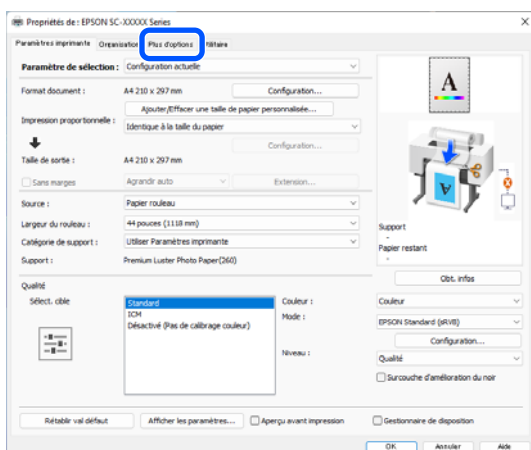 Propriétés de : EPSON SC-XXXXX Series
Paramètres imprimante Organisation Plus d'options Utilitaire
Paramètre de sélection : Configuration actuelle
Format document : A4 210 x 297 mm Configuration...
Ajouter/Effacer une taille de papier personnalisée...
Impression proportionnelle : Identique à la taille du papier
Configuration...
Taille de sortie : A4 210 x 297 mm
Sans marges Agrandir auto Extension...
Source : Papier rouleau
Largeur du rouleau : 44 pouces (1118 mm)
Catégorie de support : Utiliser Paramètres imprimante
Support : Premium Luster Photo Paper(260)
A
A
Support
-
Papier restant
-
Obt. infos
Qualité
Sélect. cible
Standard
ICM
Désactivé (Pas de calibrage couleur)
Couleur : Couleur
Mode : EPSON Standard (sRVB)
Configuration...
Niveau : Qualité
Surcouche d'amélioration du noir
Rétablir val défaut Afficher les paramètres... Aperçu avant impression Gestionnaire de disposition
OK Annuler Aide